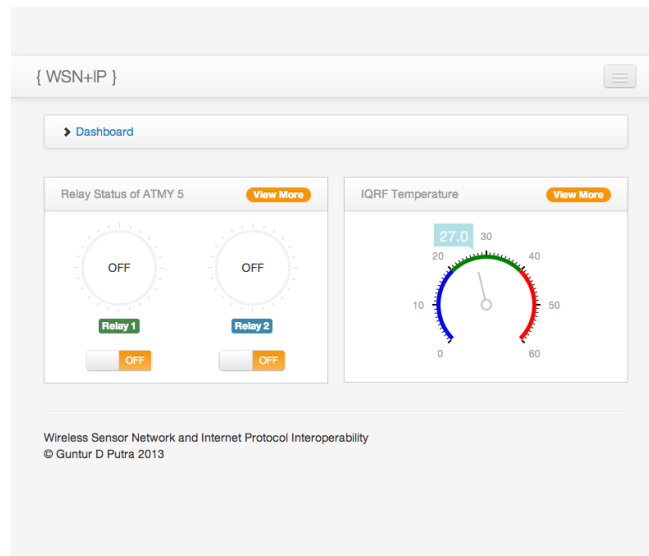 { WSN+IP }
Dashboard
Relay Status of ATMY 5
View More
OFF
OFF
Relay 1
Relay 2
OFF
OFF
IQRF Temperature
View More
27.0
30
20
40
10
50
0
60
Wireless Sensor Network and Internet Protocol Interoperability
© Guntur D Putra 2013